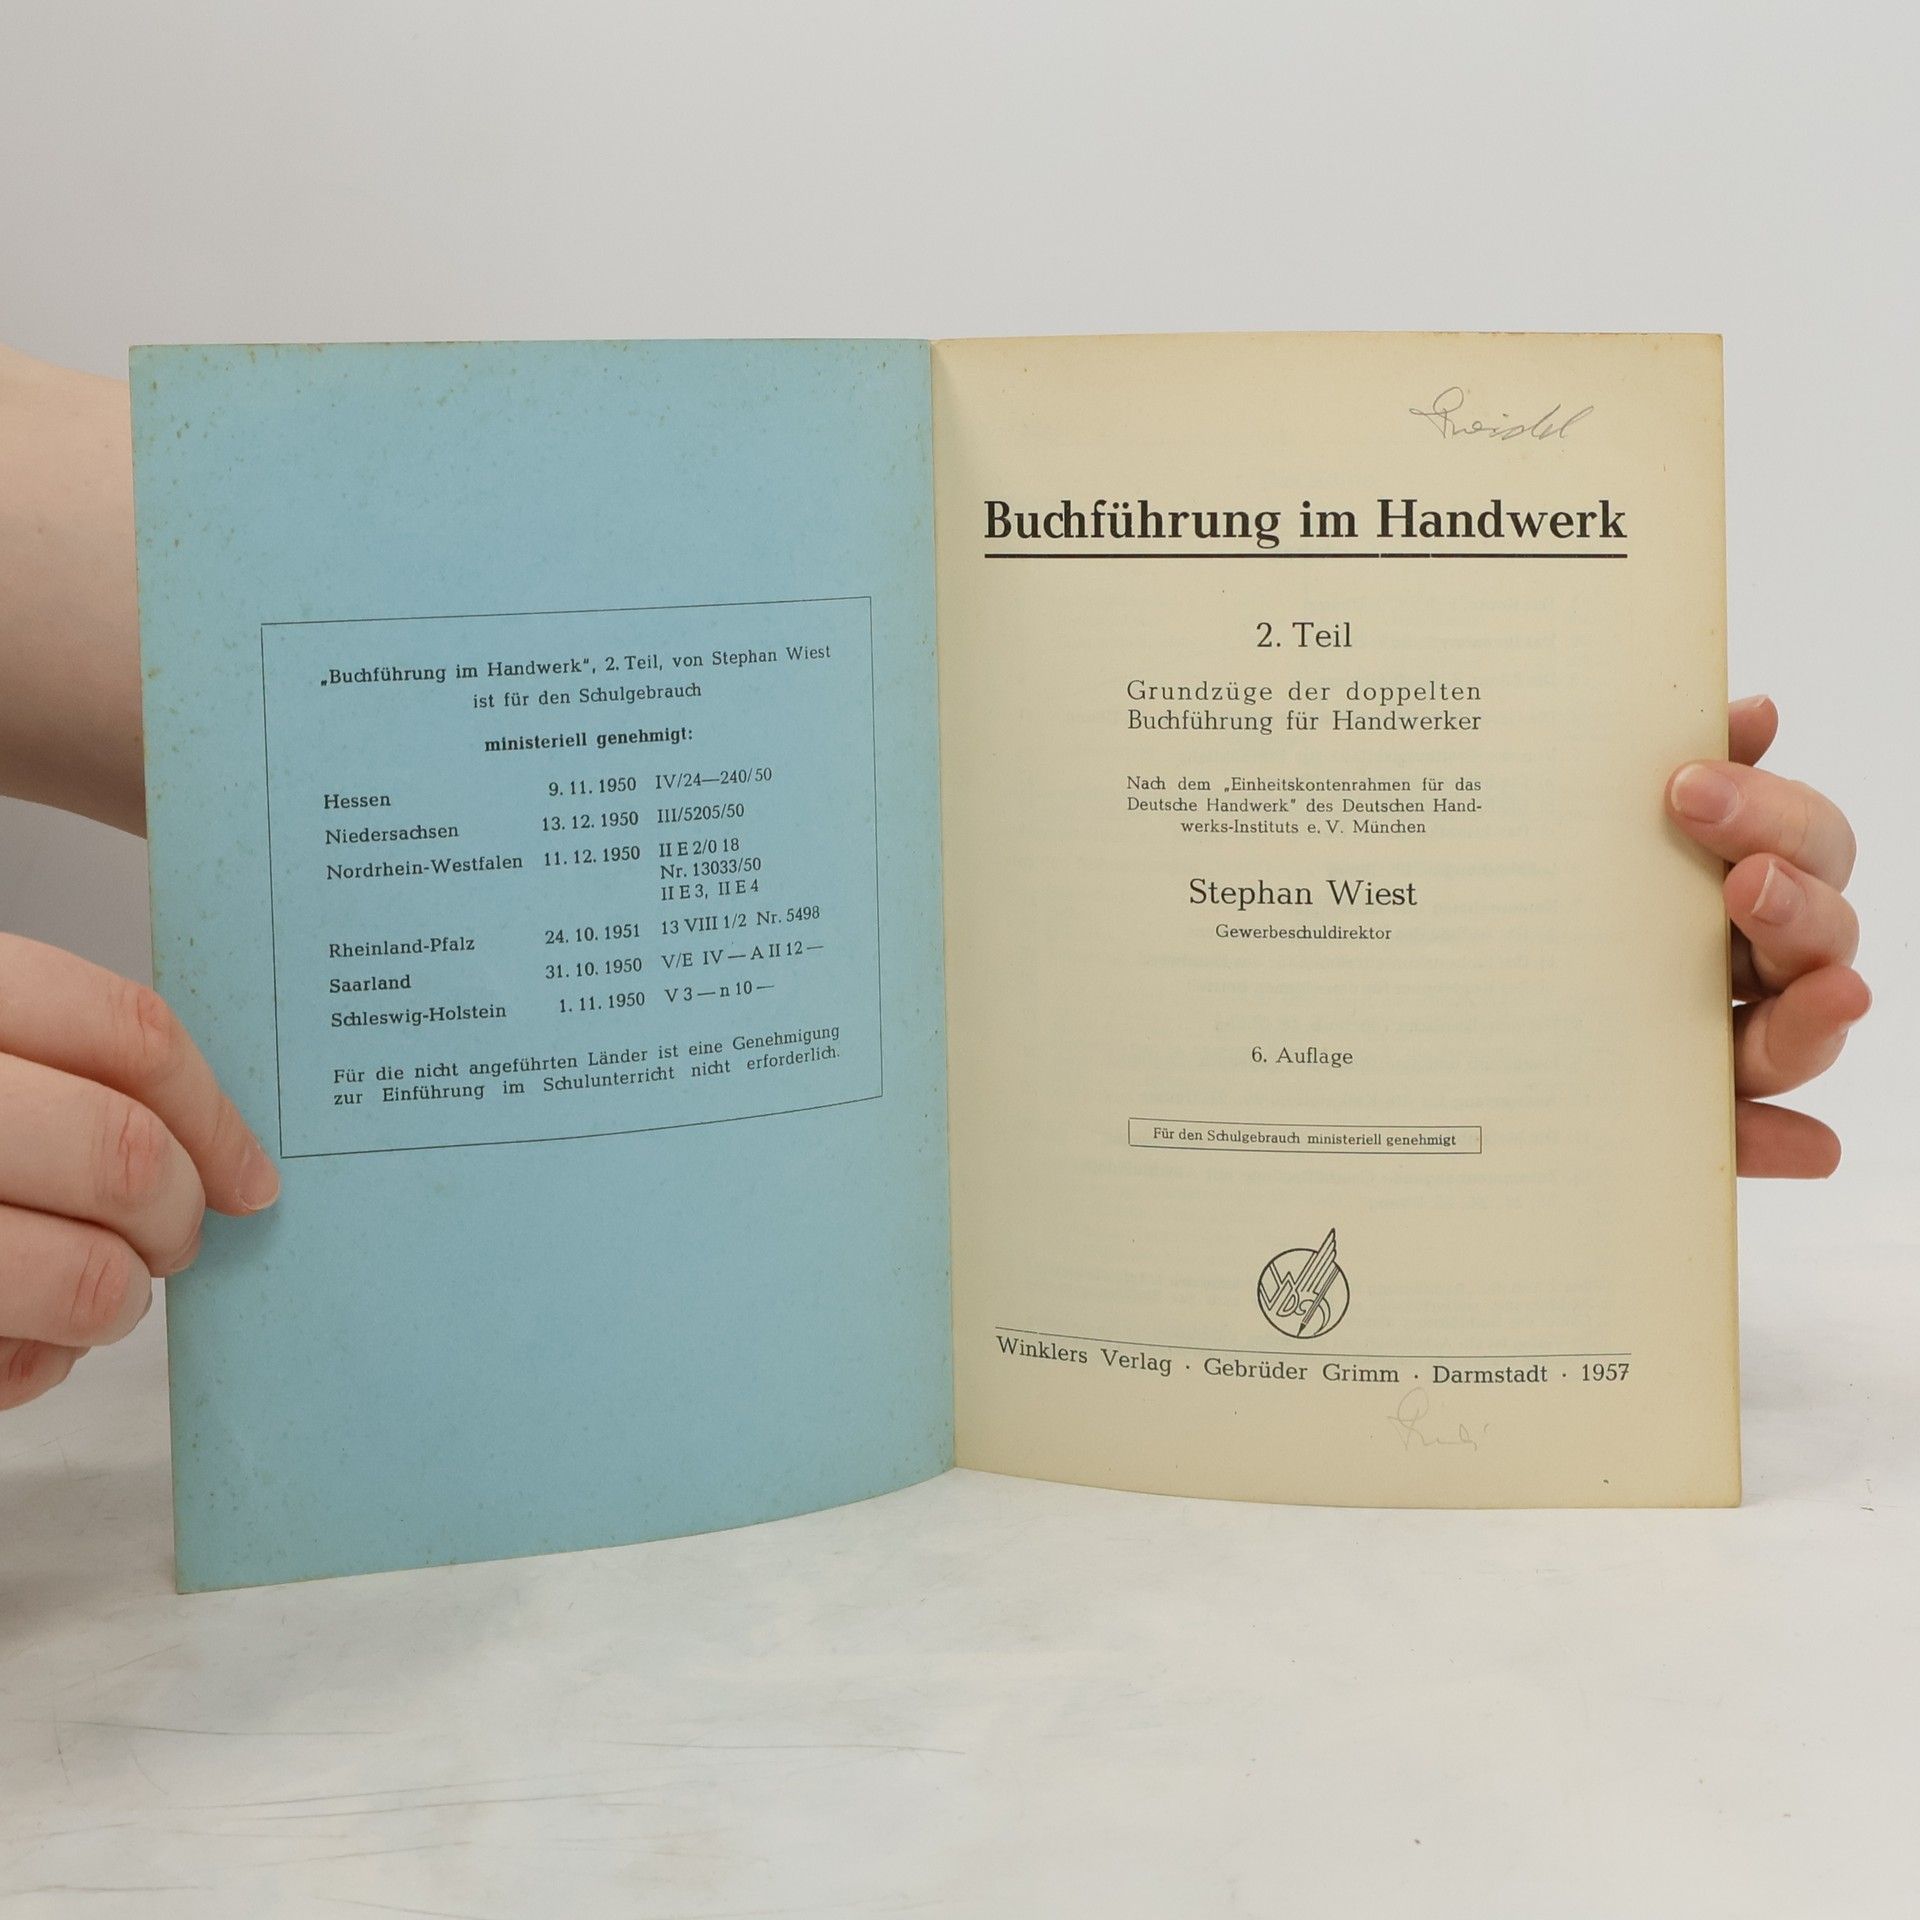 „Buchführung im Handwerk", 2. Teil, von Stephan Wiest
ist für den Schulgebrauch
ministeriell genehmigt:
Hessen 9. 11. 1950 IV/24—240/50
Niedersachsen 13. 12. 1950 III/5205/50
Nordrhein-Westfalen 11. 12. 1950 II E 2/0 18
Nr. 13033/50
II E 3, II E 4
Rheinland-Pfalz 24. 10. 1951 13 VIII 1/2 Nr. 5498
Saarland 31. 10. 1950 V/E IV — A II 12 —
Schleswig-Holstein 1. 11. 1950 V 3 — n 10 —
Für die nicht angeführten Länder ist eine Genehmigung
zur Einführung im Schulunterricht nicht erforderlich.
Buchführung im Handwerk
2. Teil
Grundzüge der doppelten
Buchführung für Handwerker
Nach dem „Einheitskontenrahmen für das
Deutsche Handwerk" des Deutschen Hand-
werks-Instituts e. V. München
Stephan Wiest
Gewerbeschuldirektor
6. Auflage
Für den Schulgebrauch ministeriell genehmigt
Winklers Verlag · Gebrüder Grimm · Darmstadt · 1957